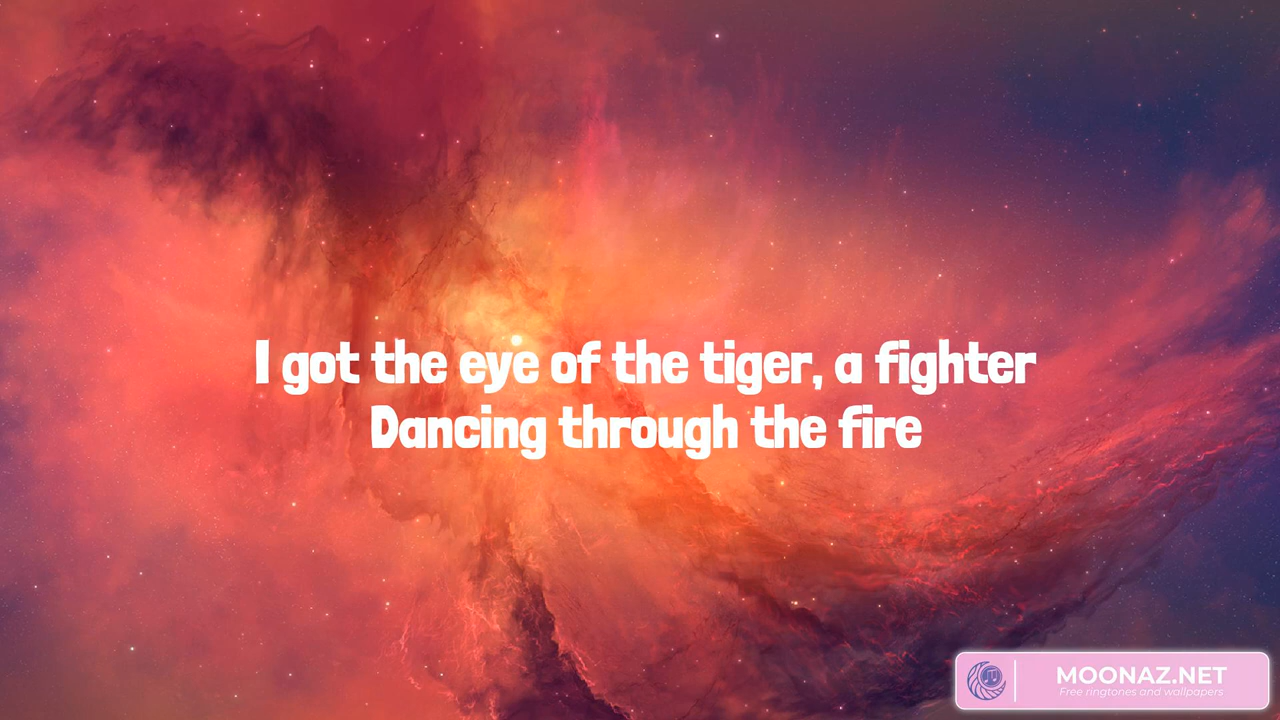 I got the eye of the tiger, a fighter
Dancing through the fire
MOONAZ.NET
Free ringtones and wallpapers